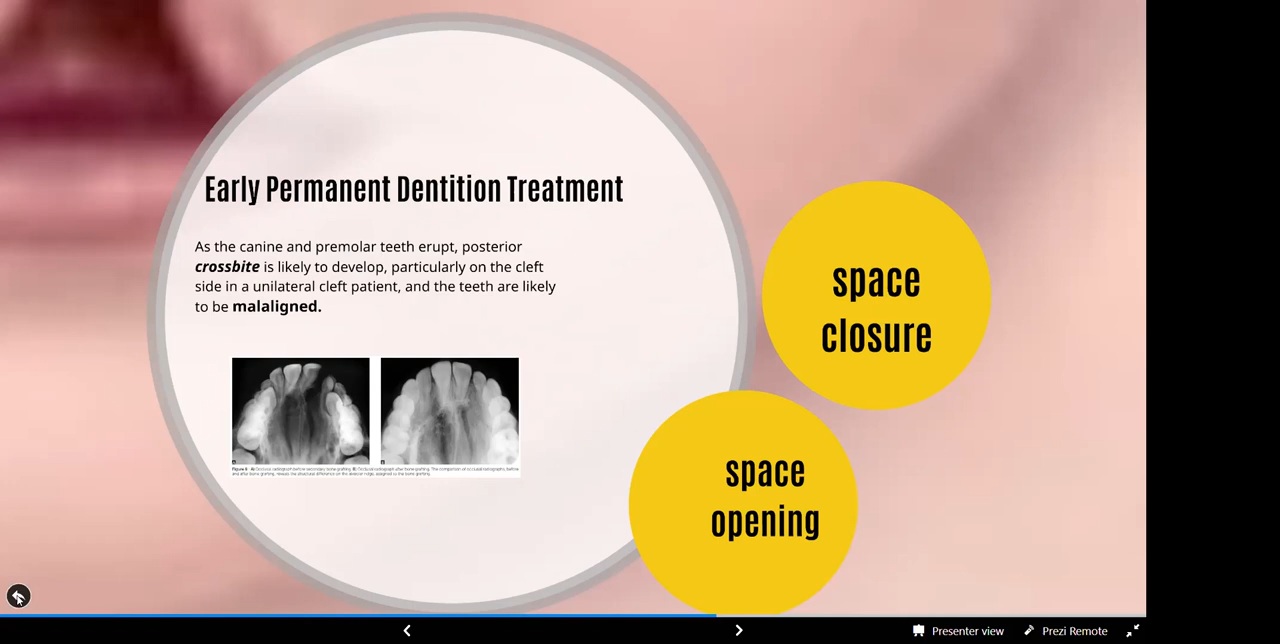 Early Permanent Dentition Treatment
As the canine and premolar teeth erupt, posterior
crossbite is likely to develop, particularly on the cleft
side in a unilateral cleft patient, and the teeth are likely
to be malaligned.
space
closure
space
opening
Presenter view
Prezi Remote